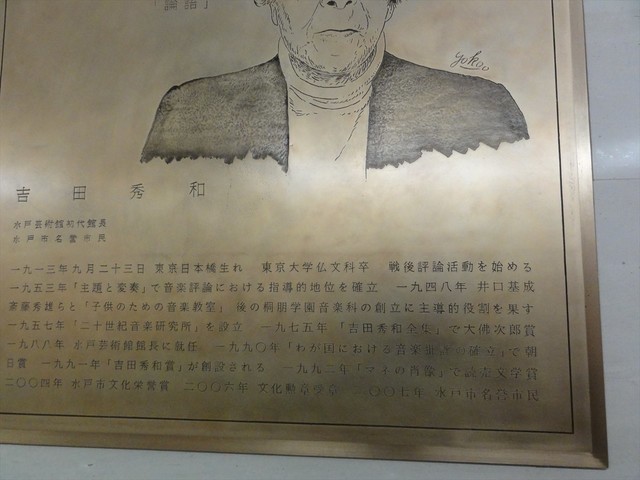 「調語」
yokoo
吉田秀和
水戸芸術館初代館長
水戸市名誉市民
一九一三年九月二十三日 東京日本橋生れ 東京大学仏文科卒 戦後評論活動を始める
一九五三年「主題と変奏」で音楽評論における指導的地位を確立 一九四八年 井口基成
斎藤秀雄らと「子供のための音楽教室」 後の桐朋学園音楽科の創立に主導的役割を果す
一九五七年「二十世紀音楽研究所」を設立 一九七五年「吉田秀和全集」で大佛次郎賞
一九八八年 水戸芸術館館長に就任 一九九〇年「わが国における音楽批評の確立」で朝
日賞 一九九一年「吉田秀和賞」が創設される 一九九二年「マネの肖像」で読売文学賞
二〇〇四年 水戸市文化栄誉賞 二〇〇六年 文化勲章受章 二〇〇七年 水戸市名誉市民